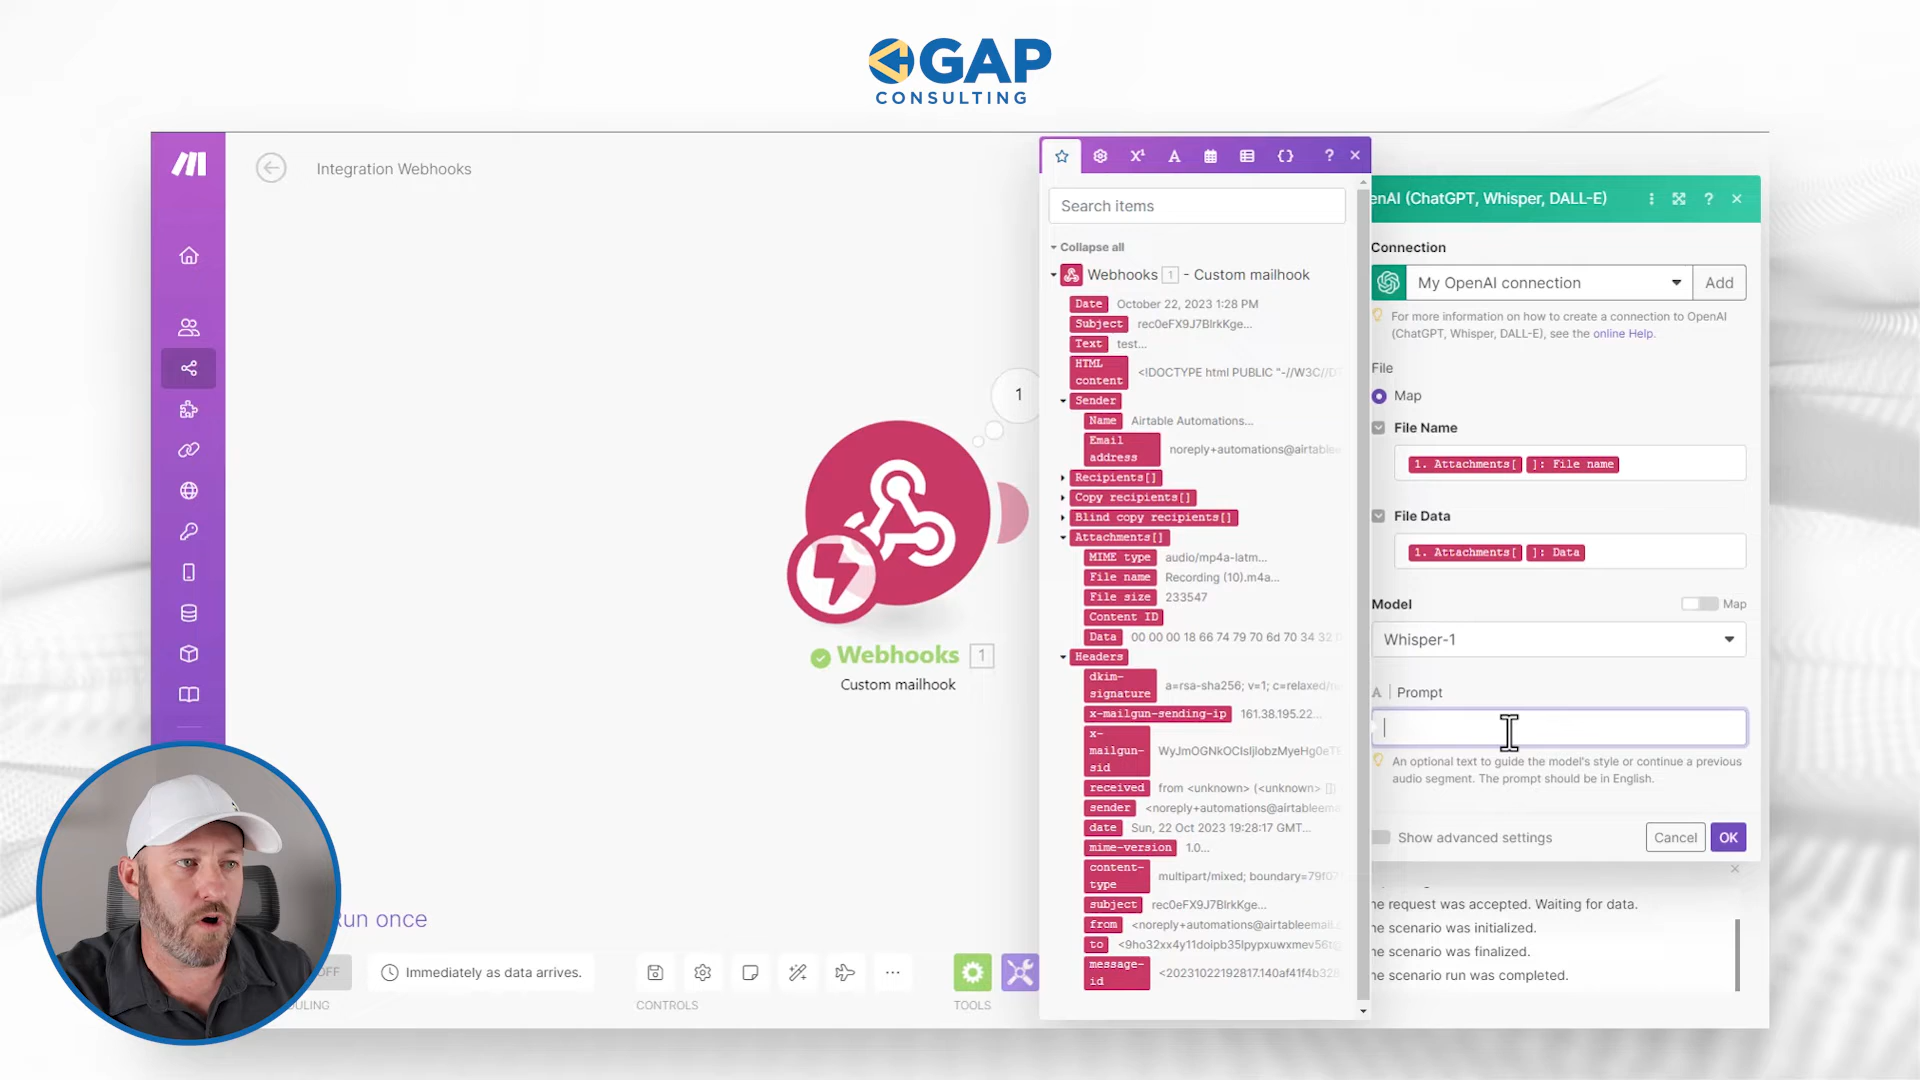 GAP
CONSULTING
Integration Webhooks
Search items
Collapse all
Webhooks 1 - Custom mailhook
Date October 22, 2023 1:28 PM
Subject rec0eFX9J7BlrkKge...
Text test...
HTML
content <!DOCTYPE html PUBLIC "-//W3C//DT
Sender
Name Airtable Automations...
Email
address noreply+automations@airtablee
Recipients[]
Copy recipients[]
Blind copy recipients[]
Attachments[]
MIME type audio/mp4a-latm...
File name Recording (10).m4a...
File size 233547
Content ID
Data 00 00 00 18 66 74 79 70 6d 70 34 32
Headers
dkim-
signature a=rsa-sha256; v=1; c=relaxed/
x-mailgun-sending-ip 161.38.195.22...
x-
mailgun-
sid
received from <unknown> (<unknown> [])
sender <noreply+automations@airtableema
date Sun, 22 Oct 2023 19:28:17 GMT...
mime-version 1.0...
content-
type multipart/mixed; boundary=79f07
subject rec0eFX9J7BlrkKge...
from <noreply+automations@airtableemail.
to
message-
id
1
Webhooks 1
Custom mailhook
enAI (ChatGPT, Whisper, DALL-E)
Connection
My OpenAI connection
Add
For more information on how to create a connection to OpenAI
(ChatGPT, Whisper, DALL-E), see the online Help.
File
Map
File Name
1. Attachments[ ]: File name
File Data
1. Attachments[ ]: Data
Model
Map
Whisper-1
A | Prompt
An optional text to guide the model's style or continue a previous
audio segment. The prompt should be in English.
Show advanced settings
Cancel
OK
he request was accepted. Waiting for data.
he scenario was initialized.
he scenario was finalized.
he scenario run was completed.
Run once
OFF
Immediately as data arrives.
DULING
CONTROLS
TOOLS